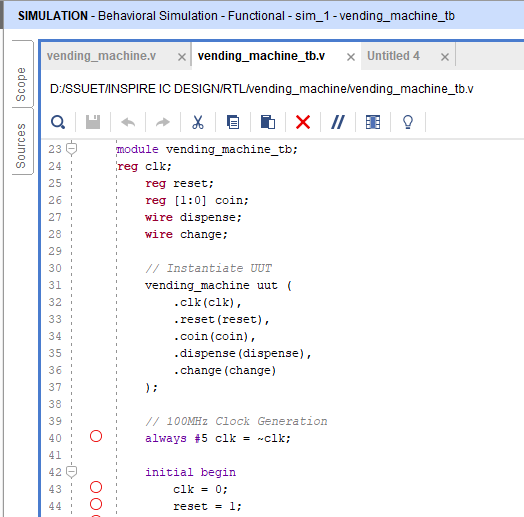 SIMULATION - Behavioral Simulation - Functional - sim_1 - vending_machine_tb
Scope
Sources
vending_machine.v × vending_machine_tb.v × Untitled 4 ×
D:/SSUET/INSPIRE IC DESIGN/RTL/vending_machine/vending_machine_tb.v
23 module vending_machine_tb;
24 reg clk;
25 reg reset;
26 reg [1:0] coin;
27 wire dispense;
28 wire change;
29
30 // Instantiate UUT
31 vending_machine uut (
32 .clk(clk),
33 .reset(reset),
34 .coin(coin),
35 .dispense(dispense),
36 .change(change)
37 );
38
39 // 100MHz Clock Generation
40 always #5 clk = ~clk;
41
42 initial begin
43 clk = 0;
44 reset = 1;